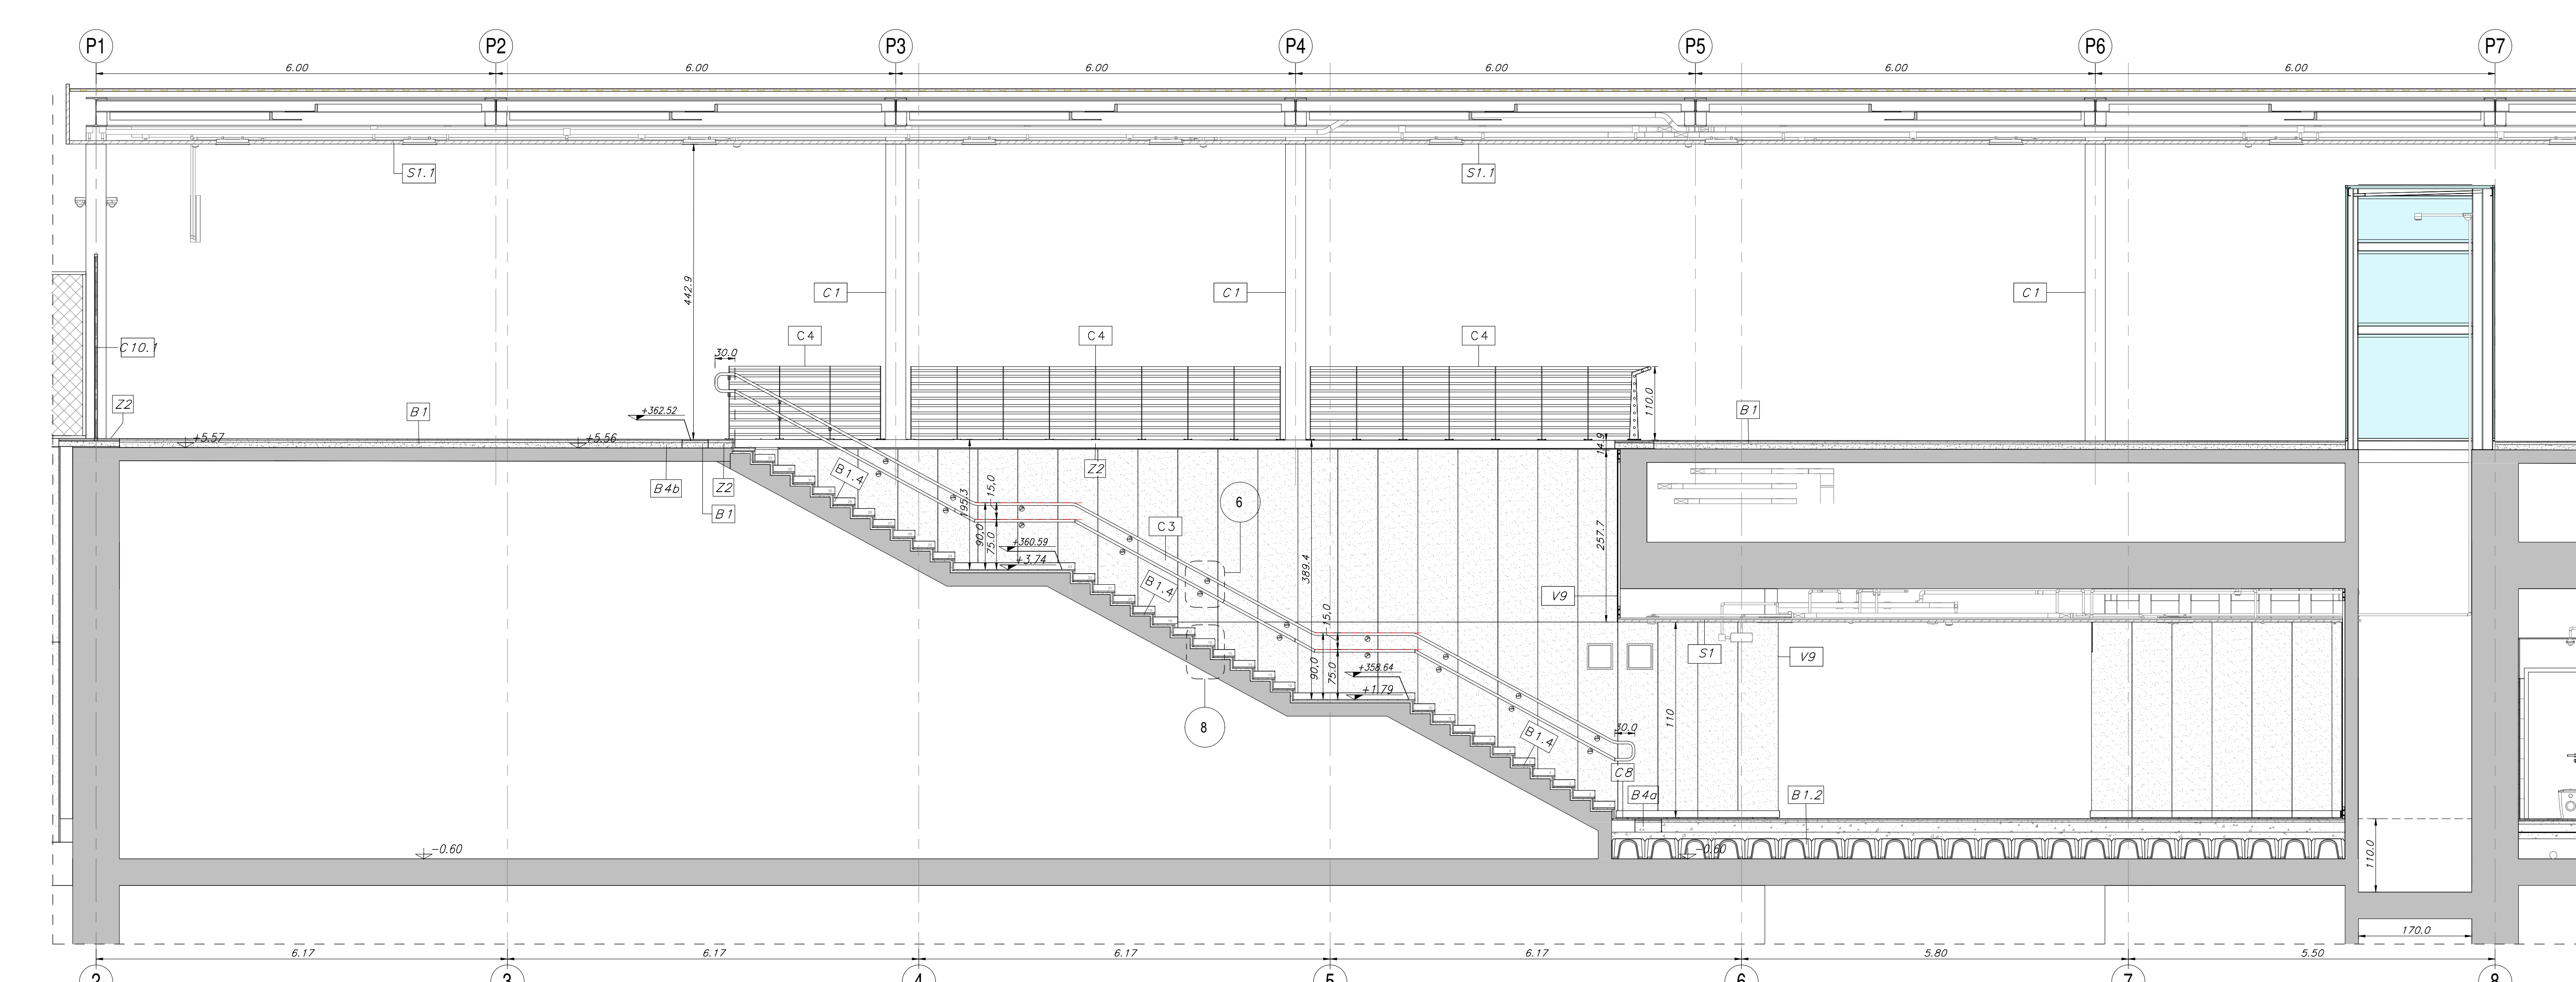 P1 P2 P3 P4 P5 P6 P7
6.00 6.00 6.00 6.00 6.00 6.00
S1.1 S1.1
442.9
C1 C1 C1
C4 C4 C4
C10.1
30.0
110.0
Z2 B1 +362.52 B1
+5.57 +5.56
14.9
B4b Z2 B1.4 Z2
B1
195.3 15,0 6
90,0 75.0 C3
+360.59
+3.74
257.7
389.4
B1.4 V9
15,0
90,0 75.0
+358.64
+1.79
S1 V9
8
110
B1.4
30.0
C8
B4a B1.2
-0.60 -0.60
110.0
170.0
6.17 6.17 6.17 6.17 5.80 5.50
2 3 4 5 6 7 8